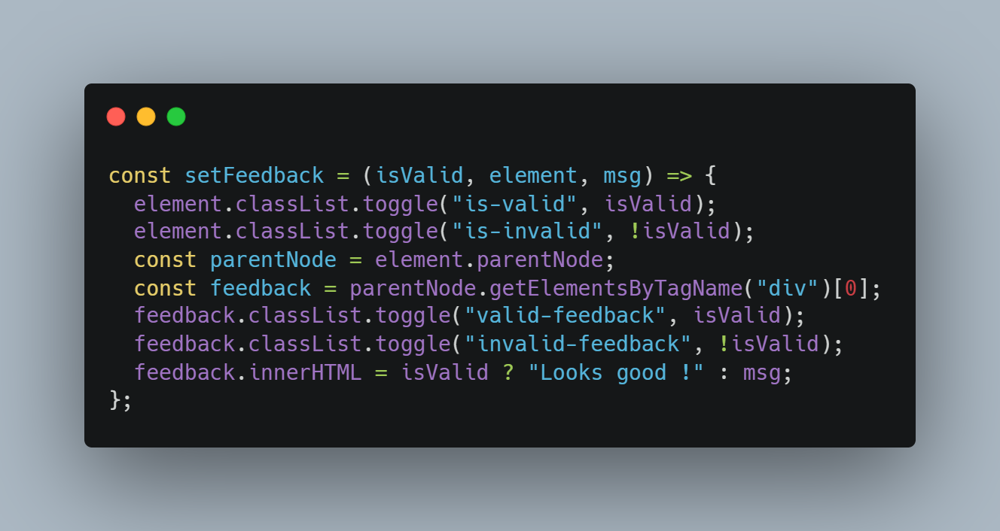 const setFeedback = (isValid, element, msg) => {
  element.classList.toggle("is-valid", isValid);
  element.classList.toggle("is-invalid", !isValid);
  const parentNode = element.parentNode;
  const feedback = parentNode.getElementsByTagName("div")[0];
  feedback.classList.toggle("valid-feedback", isValid);
  feedback.classList.toggle("invalid-feedback", !isValid);
  feedback.innerHTML = isValid ? "Looks good !" : msg;
};